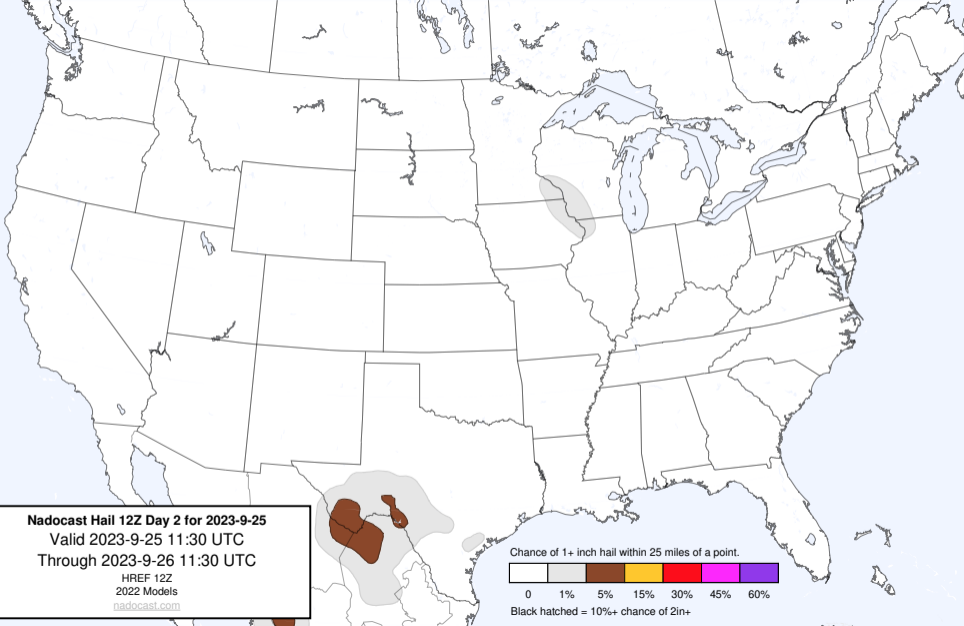 Nadocast Hail 12Z Day 2 for 2023-9-25
Valid 2023-9-25 11:30 UTC
Through 2023-9-26 11:30 UTC
HREF 12Z
2022 Models
nadocast.com
Chance of 1+ inch hail within 25 miles of a point.
0 1% 5% 15% 30% 45% 60%
Black hatched = 10%+ chance of 2in+